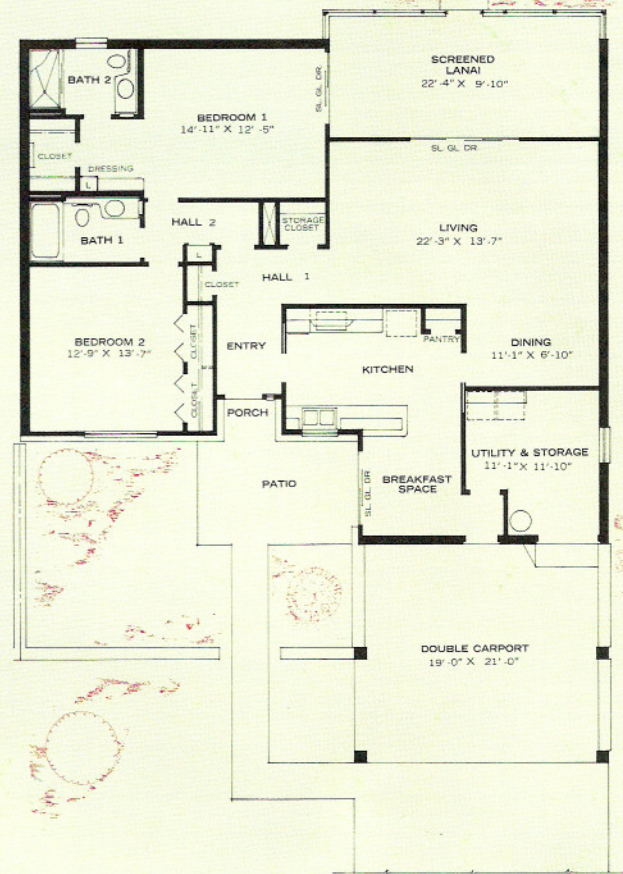 SCREENED
LANAI
22'-4" X 9'-10"
BATH 2
SL GL DR.
BEDROOM 1
14'-11" X 12'-5"
SL GL DR.
CLOSET
DRESSING
L
BATH 1
HALL 2
STORAGE
CLOSET
LIVING
22'-3" X 13'-7"
L
CLOSET
HALL 1
BEDROOM 2
12'-9" X 13'-7"
CLOSET
CLOSET
ENTRY
PANTRY
KITCHEN
DINING
11'-1" X 6'-10"
PORCH
PATIO
SL GL DR
BREAKFAST
SPACE
UTILITY & STORAGE
11'-1" X 11'-10"
DOUBLE CARPORT
19'-0" X 21'-0"